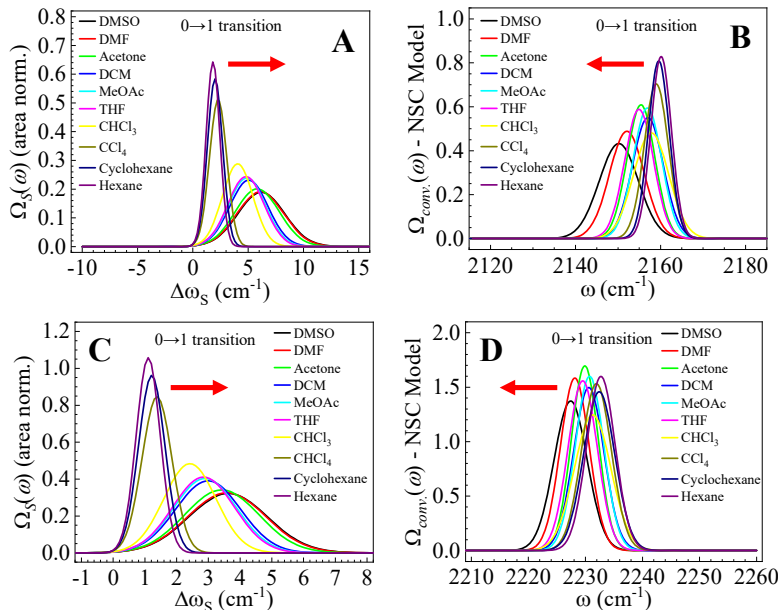 0→1 transition
A
DMSO
DMF
Acetone
DCM
MeOAc
THF
CHCl₃
CCl₄
Cyclohexane
Hexane
Ω_S(ω) (area norm.)
0.8
0.7
0.6
0.5
0.4
0.3
0.2
0.1
0.0
-10 -5 0 5 10 15
Δω_S (cm⁻¹)
0→1 transition
B
DMSO
DMF
Acetone
DCM
MeOAc
THF
CHCl₃
CCl₄
Cyclohexane
Hexane
Ω_conv.(ω) - NSC Model
1.0
0.8
0.6
0.4
0.2
0.0
2120 2140 2160 2185
ω (cm⁻¹)
C
0→1 transition
DMSO
DMF
Acetone
DCM
MeOAc
THF
CHCl₃
CHCl₄
Cyclohexane
Hexane
Ω_S(ω) (area norm.)
1.2
1.0
0.8
0.6
0.4
0.2
0.0
-1 0 1 2 3 4 5 6 7 8
Δω_S (cm⁻¹)
0→1 transition
D
DMSO
DMF
Acetone
DCM
MeOAc
THF
CHCl₃
CCl₄
Cyclochexane
Hexane
Ω_conv.(ω) - NSC Model
2.0
1.5
1.0
0.5
0.0
2210 2220 2230 2240 2250 2260
ω (cm⁻¹)